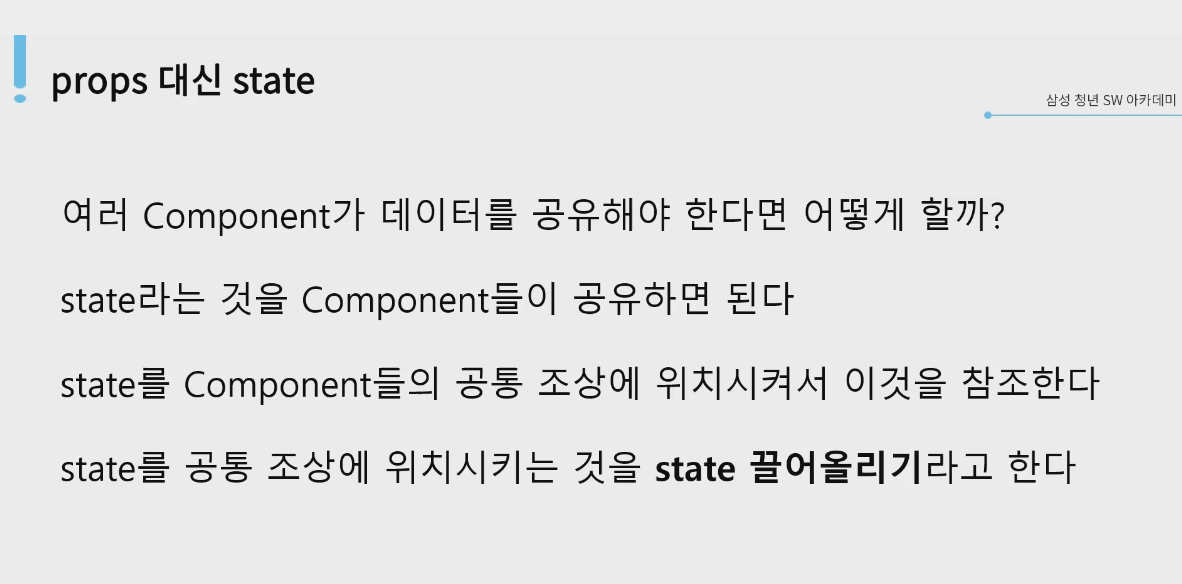 props 대신 state
삼성 청년 SW 아카데미
여러 Component가 데이터를 공유해야 한다면 어떻게 할까?
state라는 것을 Component들이 공유하면 된다
state를 Component들의 공통 조상에 위치시켜서 이것을 참조한다
state를 공통 조상에 위치시키는 것을 state 끌어올리기라고 한다